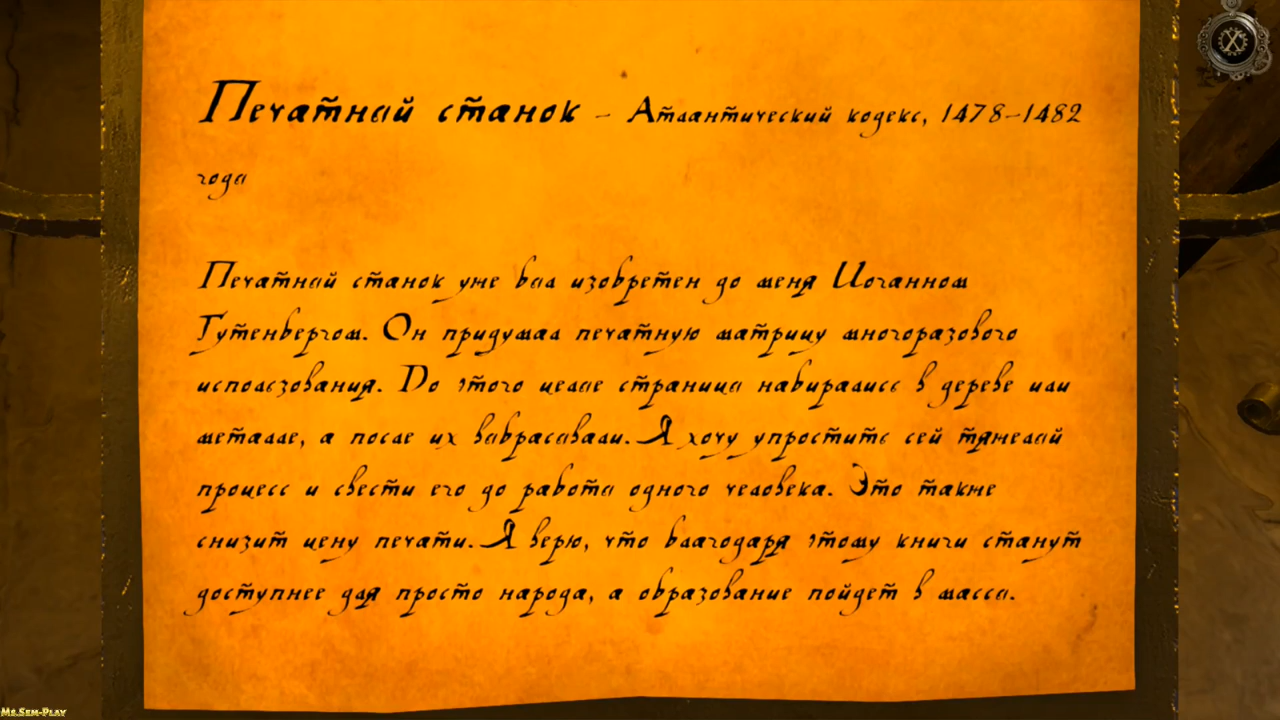 Печатный станок – Атлантический кодекс, 1478–1482
года
Печатный станок уже был изобретен до меня Иоганном
Гутенбергом. Он придумал печатную матрицу многоразового
использования. До этого целые страницы набирались в дереве или
металле, а после их выбрасывали. Я хочу упростить сей тяжелый
процесс и свести его до работы одного человека. Это также
снизит цену печати. Я верю, что благодаря этому книги станут
доступнее для просто народа, а образование пойдет в массы.
Ms.Sem-Play